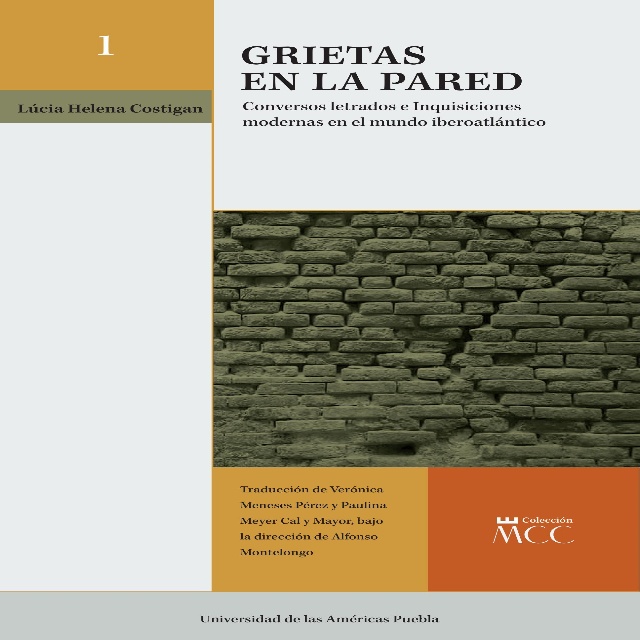 1
Lúcia Helena Costigan
GRIETAS
EN LA PARED
Conversos letrados e Inquisiciones
modernas en el mundo iberoatlántico
Traducción de Verónica
Meneses Pérez y Paulina
Meyer Cal y Mayor, bajo
la dirección de Alfonso
Montelongo
Colección
MCC
Universidad de las Américas Puebla